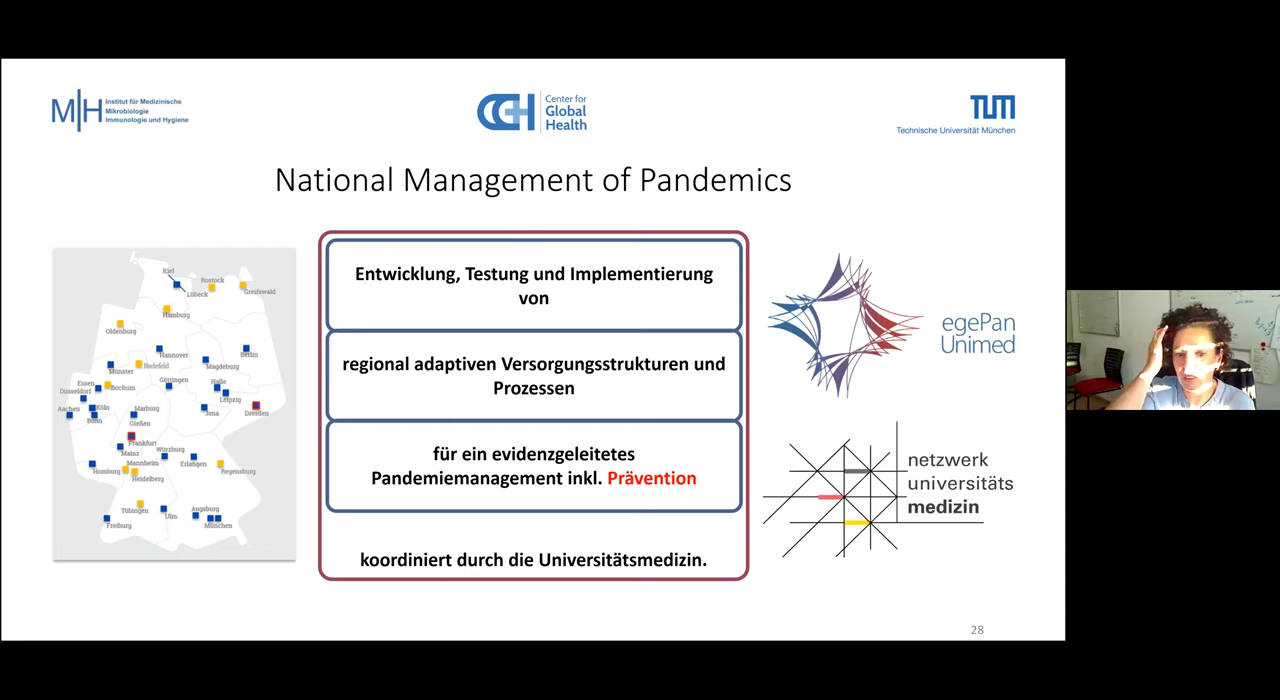 Institut für Medizinische
Mikrobiologie
Immunologie und Hygiene
Center for
Global
Health
TUM
Technische Universität München
National Management of Pandemics
Kiel
Rostock
Lübeck
Greifswald
Hamburg
Oldenburg
Hannover
Berlin
Bielefeld
Münster
Magdeburg
Essen
Bochum
Göttingen
Halle
Düsseldorf
Leipzig
Aachen
Köln
Marburg
Jena
Dresden
Bonn
Gießen
Frankfurt
Mainz
Würzburg
Homburg
Mannheim
Erlangen
Regensburg
Heidelberg
Tübingen
Augsburg
Ulm
Freiburg
München
Entwicklung, Testung und Implementierung
von
regional adaptiven Versorgungsstrukturen und
Prozessen
für ein evidenzgeleitetes
Pandemiemanagement inkl. Prävention
koordiniert durch die Universitätsmedizin.
egePan
Unimed
netzwerk
universitäts
medizin
28